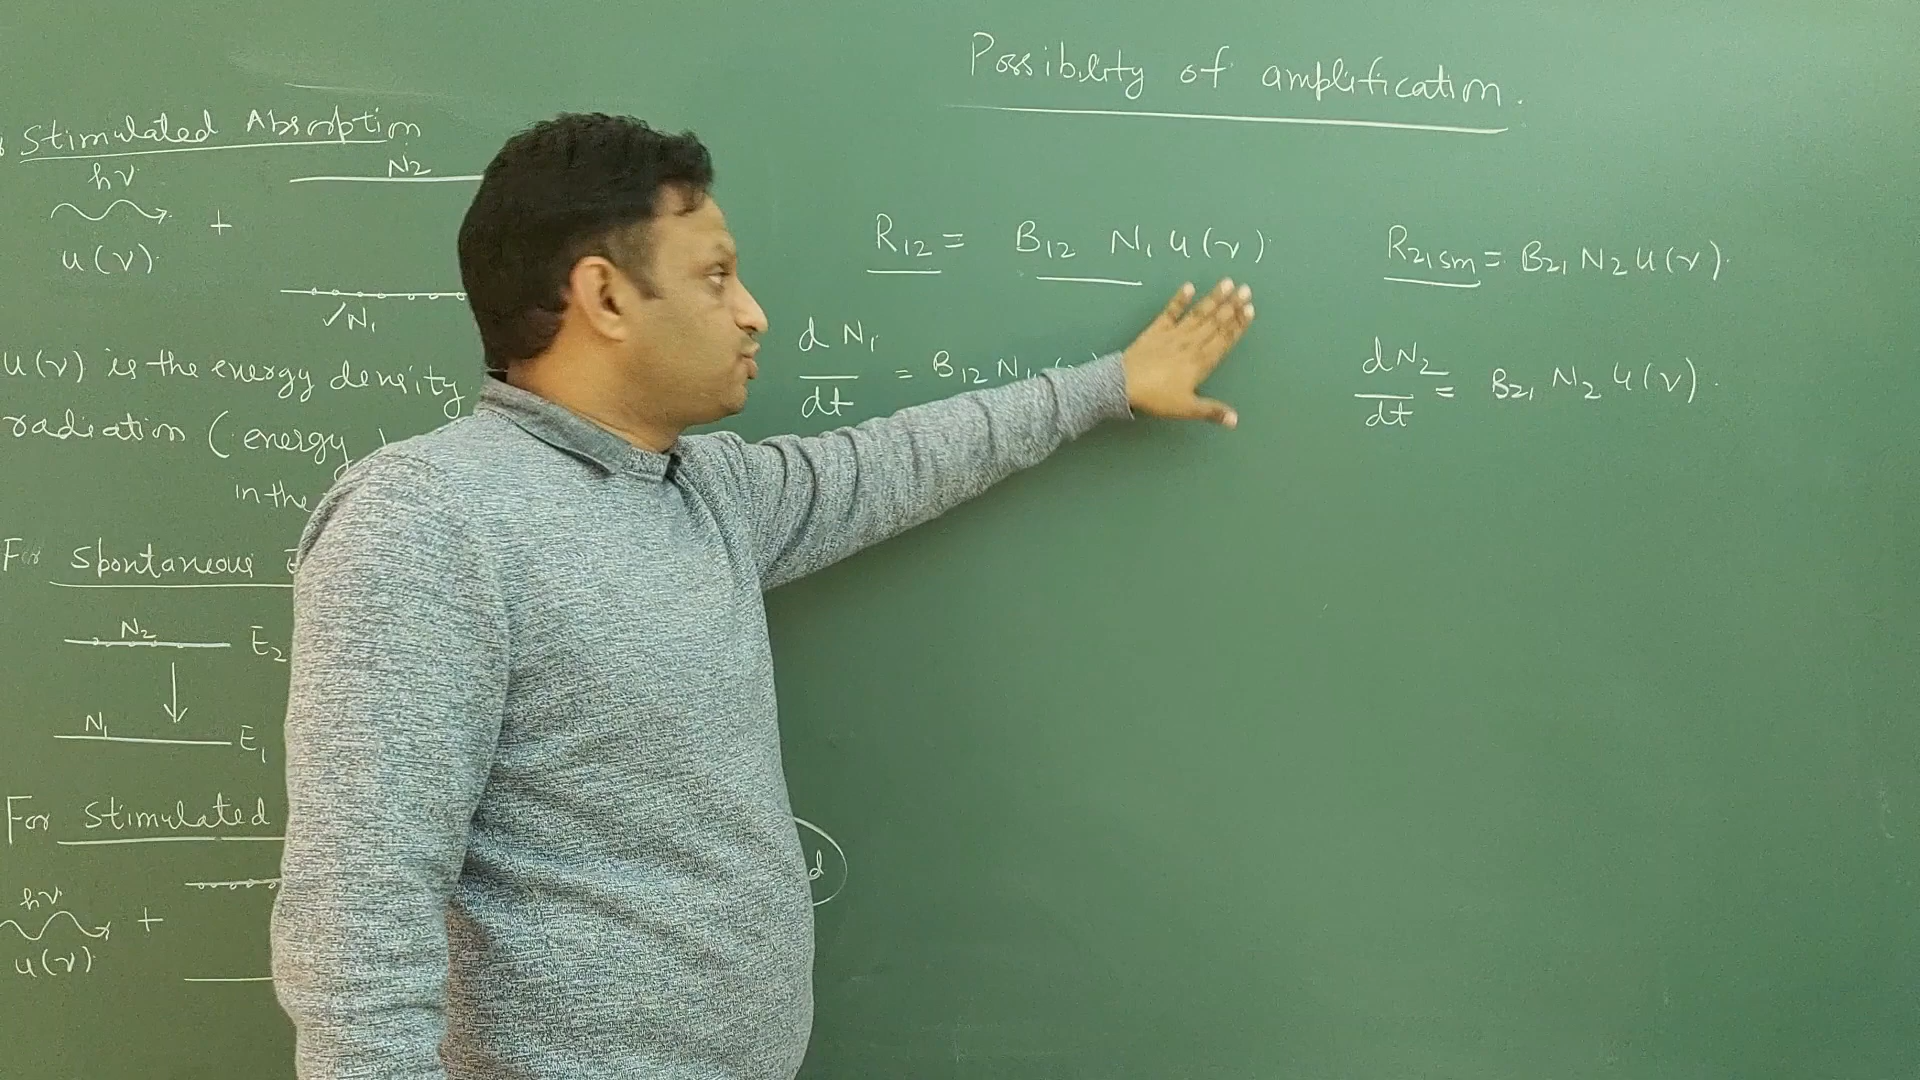 Stimulated Absorption
hν
N2
+
u(ν)
N1
u(ν) is the energy density
radiation (energy
in the
For Spontaneous
N2
E2
N1
E1
For Stimulated
hν
+
u(ν)
d
Possibility of amplification.
R12 = B12 N1 u(ν)
R21sm = B21 N2 u(ν).
dN1/dt = B12 N1
dN2/dt = B21 N2 u(ν).